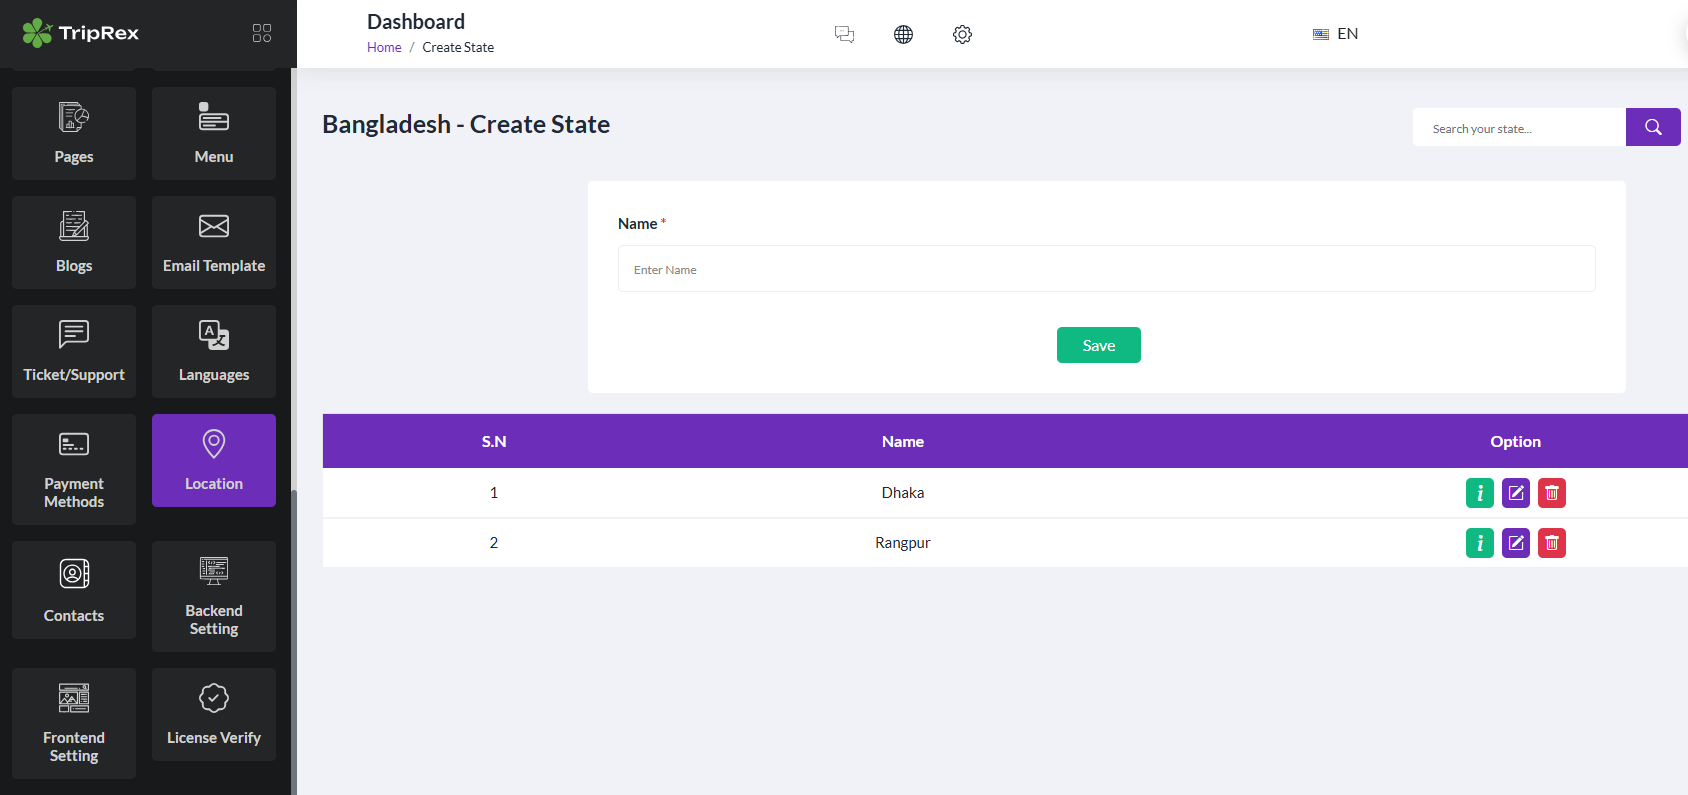 TripRex
Dashboard
Home / Create State
EN
Pages
Menu
Blogs
Email Template
Ticket/Support
Languages
Payment
Methods
Location
Contacts
Backend
Setting
Frontend
Setting
License Verify
Bangladesh - Create State
Search your state...
Name *
Enter Name
Save
S.N Name Option
1 Dhaka
2 Rangpur